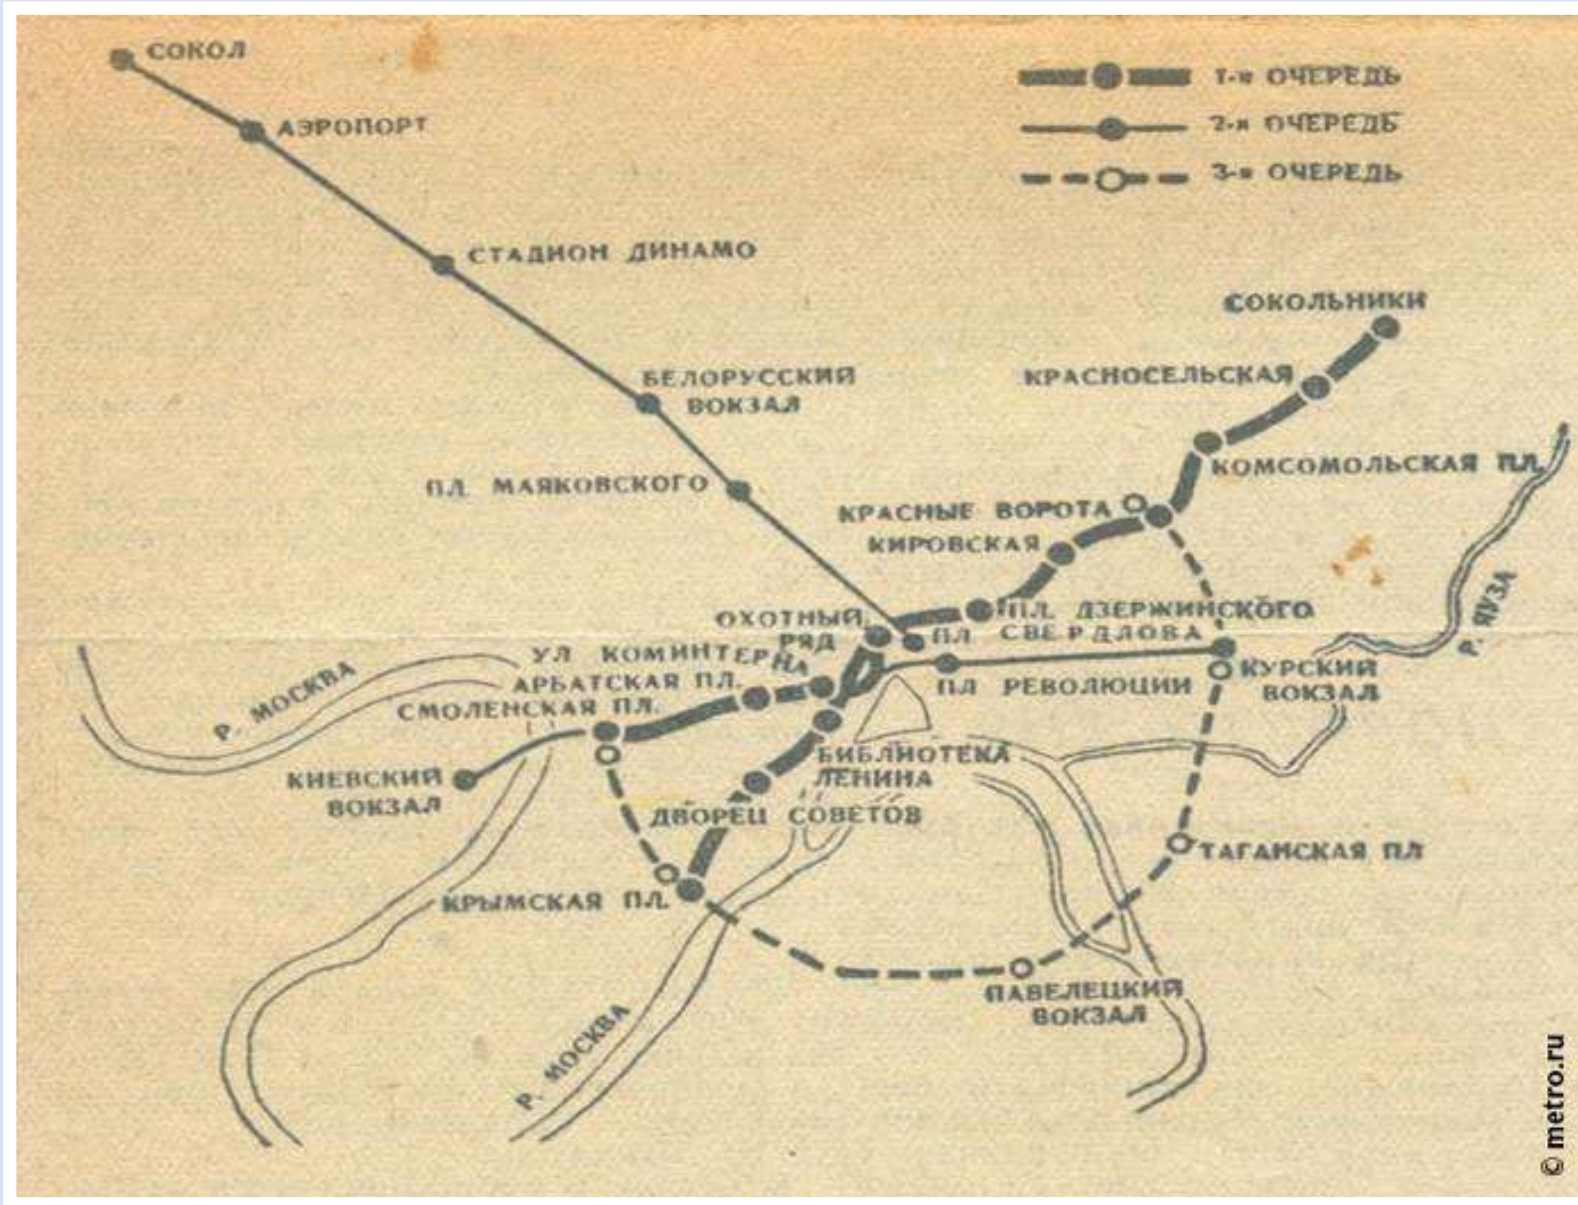 СОКОЛ
АЭРОПОРТ
СТАДИОН ДИНАМО
БЕЛОРУССКИЙ
ВОКЗАЛ
ПЛ. МАЯКОВСКОГО
1-я ОЧЕРЕДЬ
2-я ОЧЕРЕДЬ
3-я ОЧЕРЕДЬ
СОКОЛЬНИКИ
КРАСНОСЕЛЬСКАЯ
КОМСОМОЛЬСКАЯ ПЛ.
КРАСНЫЕ ВОРОТА
КИРОВСКАЯ
ПЛ. ДЗЕРЖИНСКОГО
ОХОТНЫЙ
РЯД
ПЛ СВЕРДЛОВА
УЛ КОМИНТЕРНА
АРБАТСКАЯ ПЛ.
СМОЛЕНСКАЯ ПЛ.
КИЕВСКИЙ
ВОКЗАЛ
ПЛ РЕВОЛЮЦИИ
КУРСКИЙ
ВОКЗАЛ
БИБЛИОТЕКА
ЛЕНИНА
ДВОРЕЦ СОВЕТОВ
КРЫМСКАЯ ПЛ.
ТАГАНСКАЯ ПЛ
ПАВЕЛЕЦКИЙ
ВОКЗАЛ
Р. МОСКВА
Р. МОСКВА
Р. ЯУЗА
© metro.ru